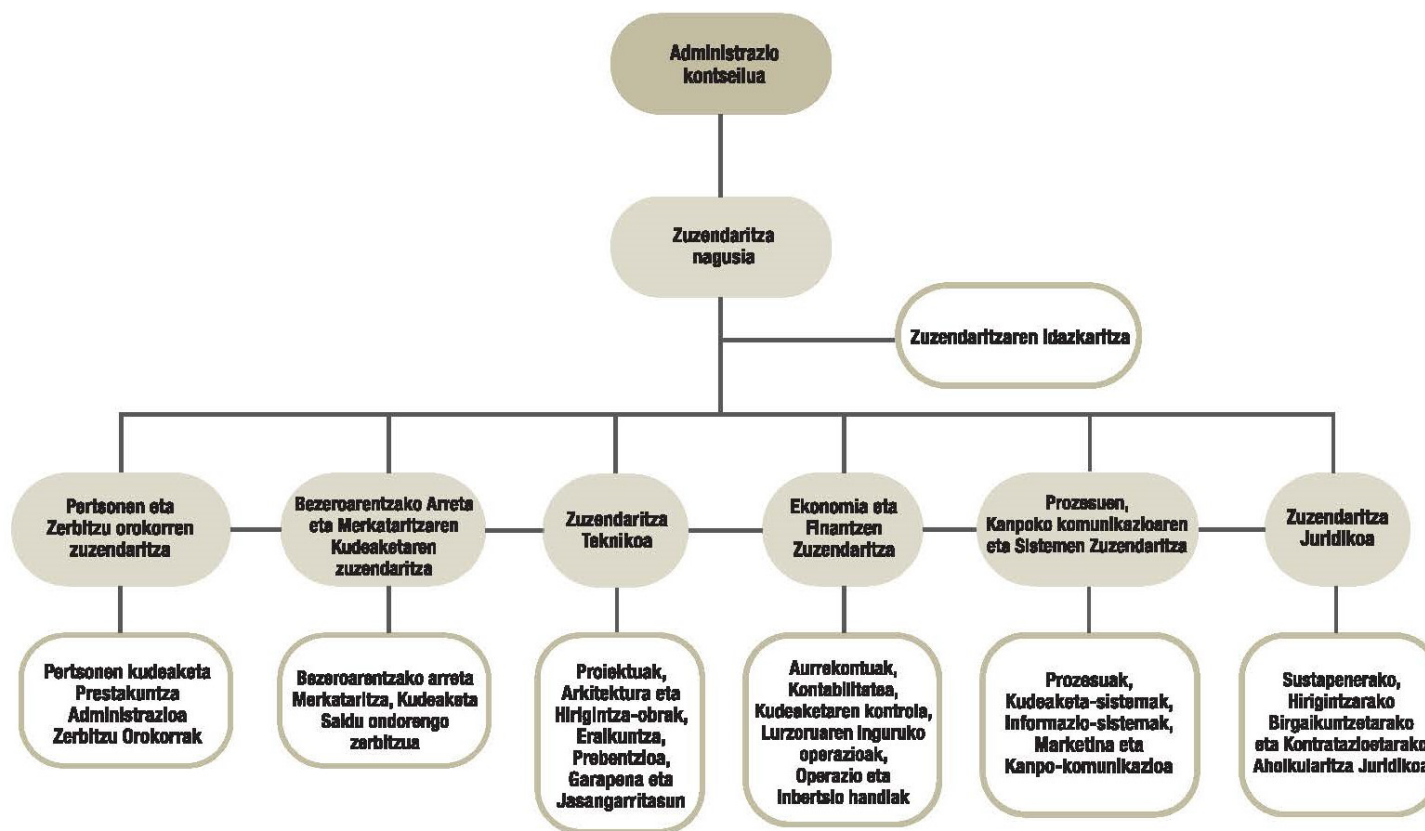 Administrazio
kontseilua
Zuzendaritza
nagusia
Zuzendaritzaren Idazkaritza
Pertsonen eta
Zerbitzu orokorren
zuzendaritza
Bezeroarentzako Arreta
eta Merkataritzaren
Kudeaketaren
zuzendaritza
Zuzendaritza
Teknikoa
Ekonomia eta
Finantzen
Zuzendaritza
Prozesuen,
Kanpoko komunikazioaren
eta Sistemen Zuzendaritza
Zuzendaritza
Juridikoa
Pertsonen kudeaketa
Prestakuntza
Administrazioa
Zerbitzu Orokorrak
Bezeroarentzako arreta
Merkataritza, Kudeaketa
Saldu ondorengo
zerbitzua
Proiektuak,
Arkitektura eta
Hirigintza-obrak,
Eraikuntza,
Prebentzioa,
Garapena eta
Jasangarritasun
Aurrekontuak,
Kontabilitatea,
Kudeaketaren kontrola,
Lurzoruaren inguruko
operazioak,
Operazio eta
Inbertsio handiak
Prozesuak,
Kudeaketa-sistemak,
Informazio-sistemak,
Marketina eta
Kanpo-komunikazioa
Sustapenerako,
Hirigintzarako
Birgaikuntzetarako
eta Kontratazioetarako
Aholkularitza Juridikoa